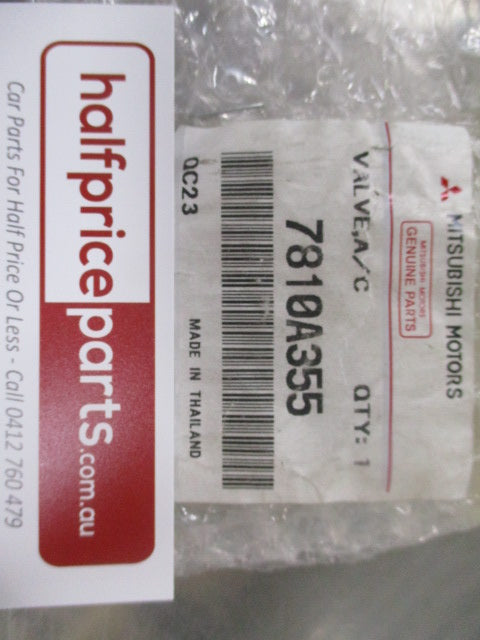 MITSUBISHI MOTORS
MITSUBISHI MOTORS
GENUINE PARTS
VALVE,A/C QTY: 1
7810A355
QC23 MADE IN THAILAND
halfpriceparts.com.au
Car Parts For Half Price Or Less - Call 0412 760 479